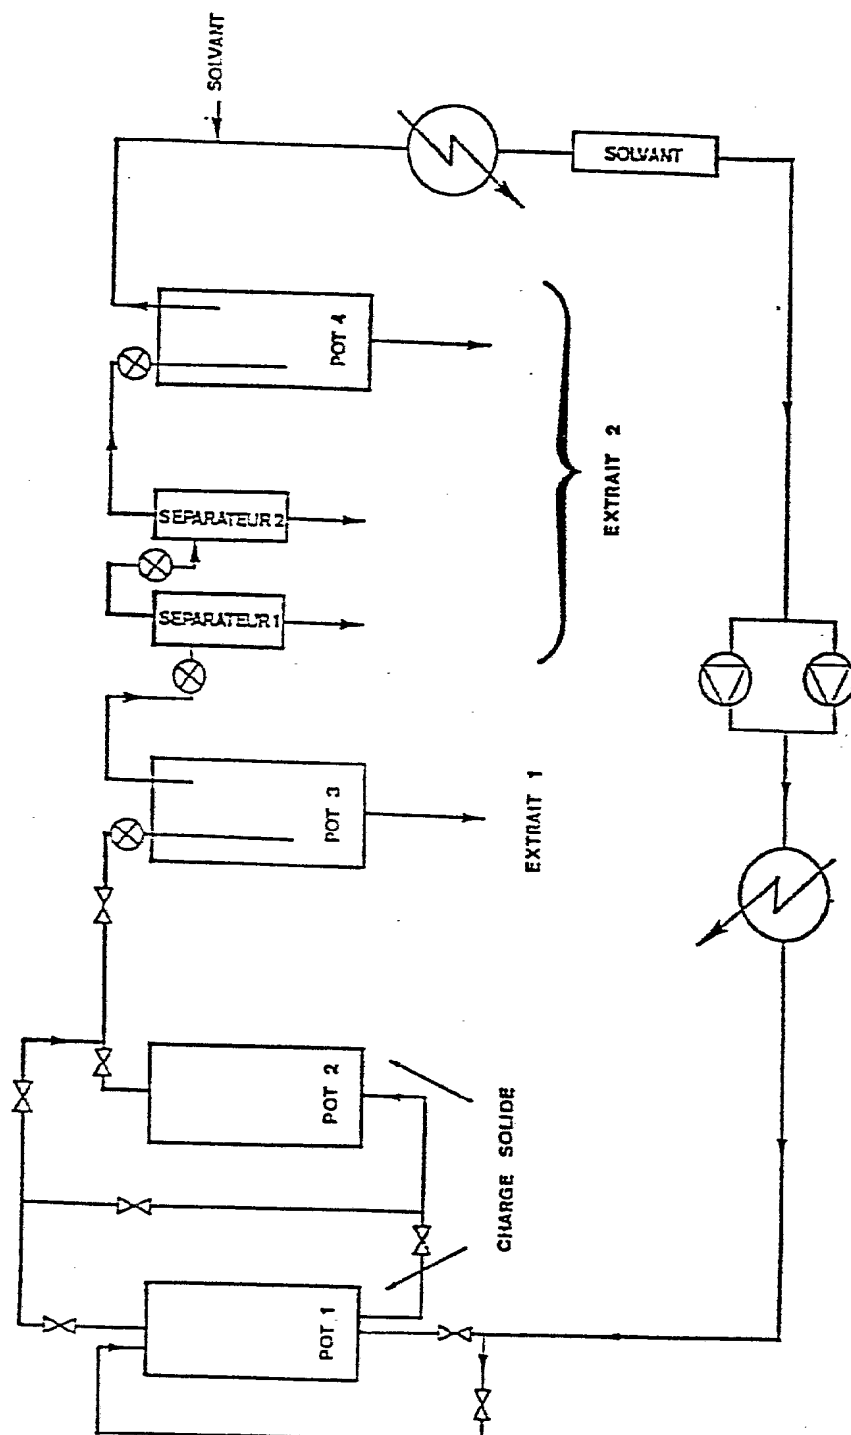 POT 1
POT 2
CHARGE SOLIDE
POT 3
EXTRAIT 1
SEPARATEUR 1
SEPARATEUR 2
POT 4
EXTRAIT 2
SOLVANT
SOLVANT